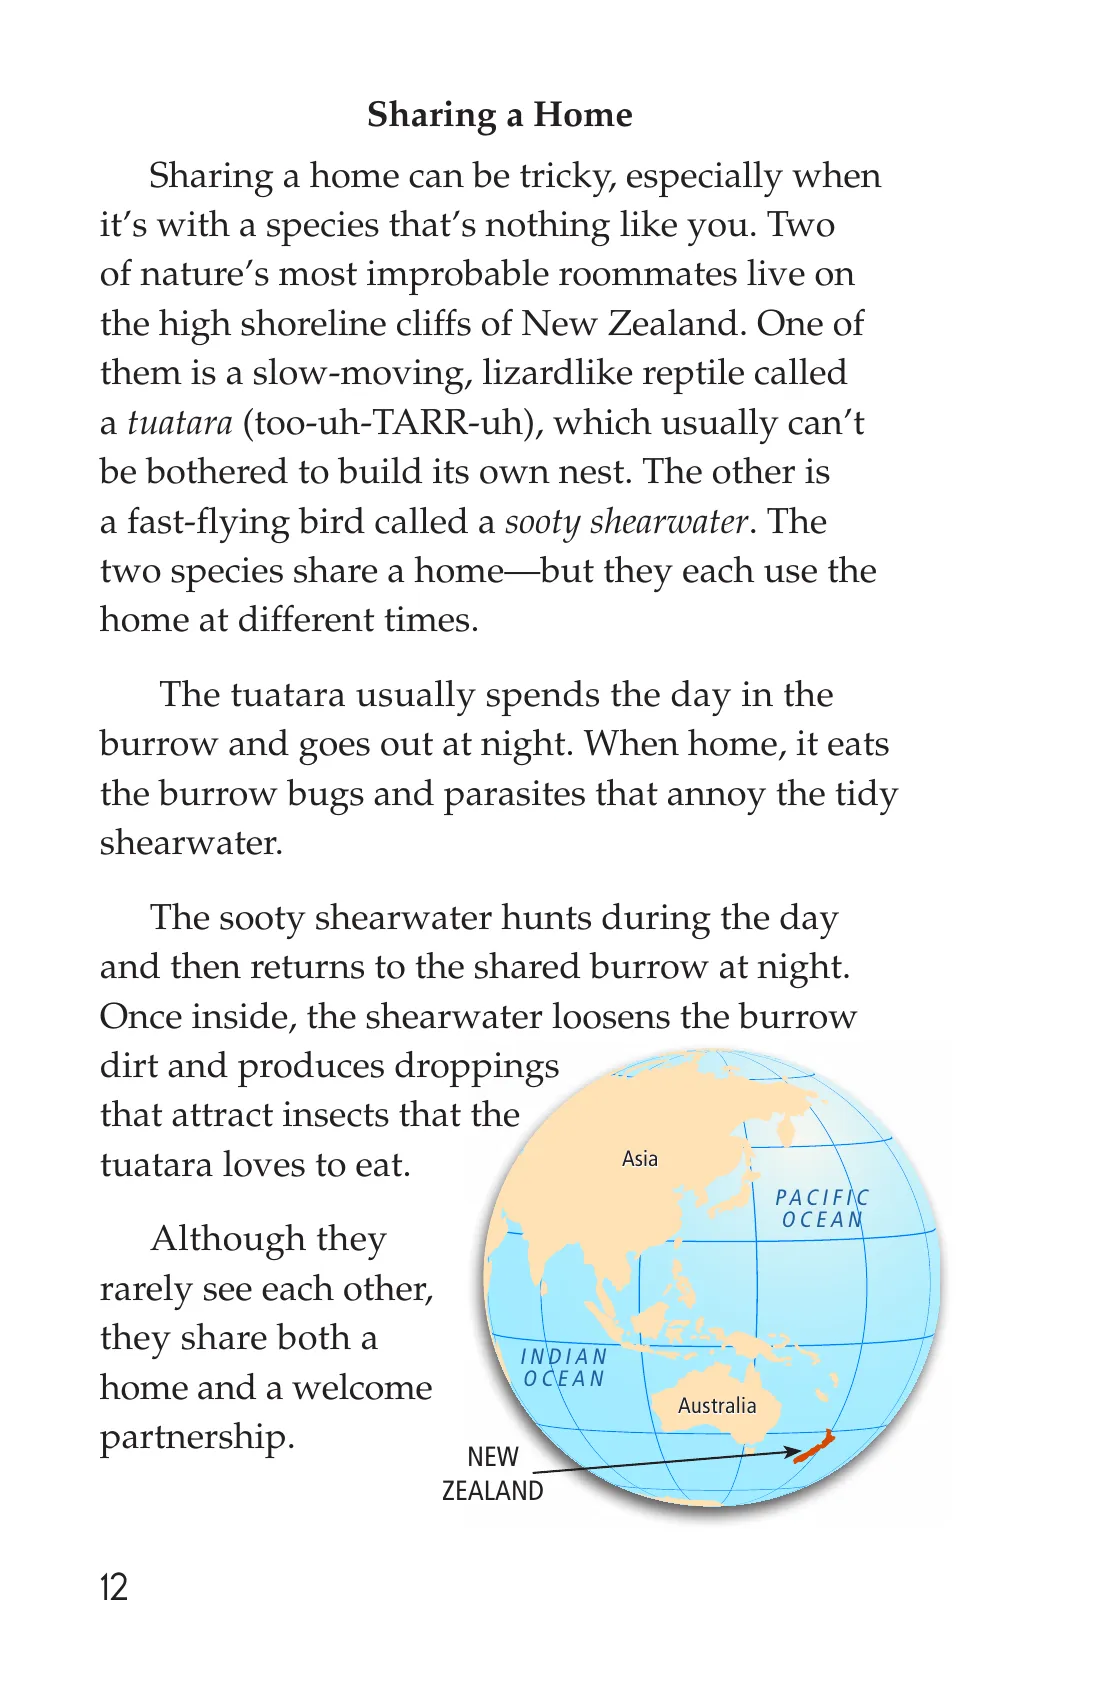 Sharing a Home
Sharing a home can be tricky, especially when
it’s with a species that’s nothing like you. Two
of nature’s most improbable roommates live on
the high shoreline cliffs of New Zealand. One of
them is a slow-moving, lizardlike reptile called
a tuatara (too-uh-TARR-uh), which usually can’t
be bothered to build its own nest. The other is
a fast-flying bird called a sooty shearwater. The
two species share a home—but they each use the
home at different times.
The tuatara usually spends the day in the
burrow and goes out at night. When home, it eats
the burrow bugs and parasites that annoy the tidy
shearwater.
The sooty shearwater hunts during the day
and then returns to the shared burrow at night.
Once inside, the shearwater loosens the burrow
dirt and produces droppings
that attract insects that the
tuatara loves to eat.
Although they
rarely see each other,
they share both a
home and a welcome
partnership.
Asia
PACIFIC
OCEAN
INDIAN
OCEAN
Australia
NEW
ZEALAND
12